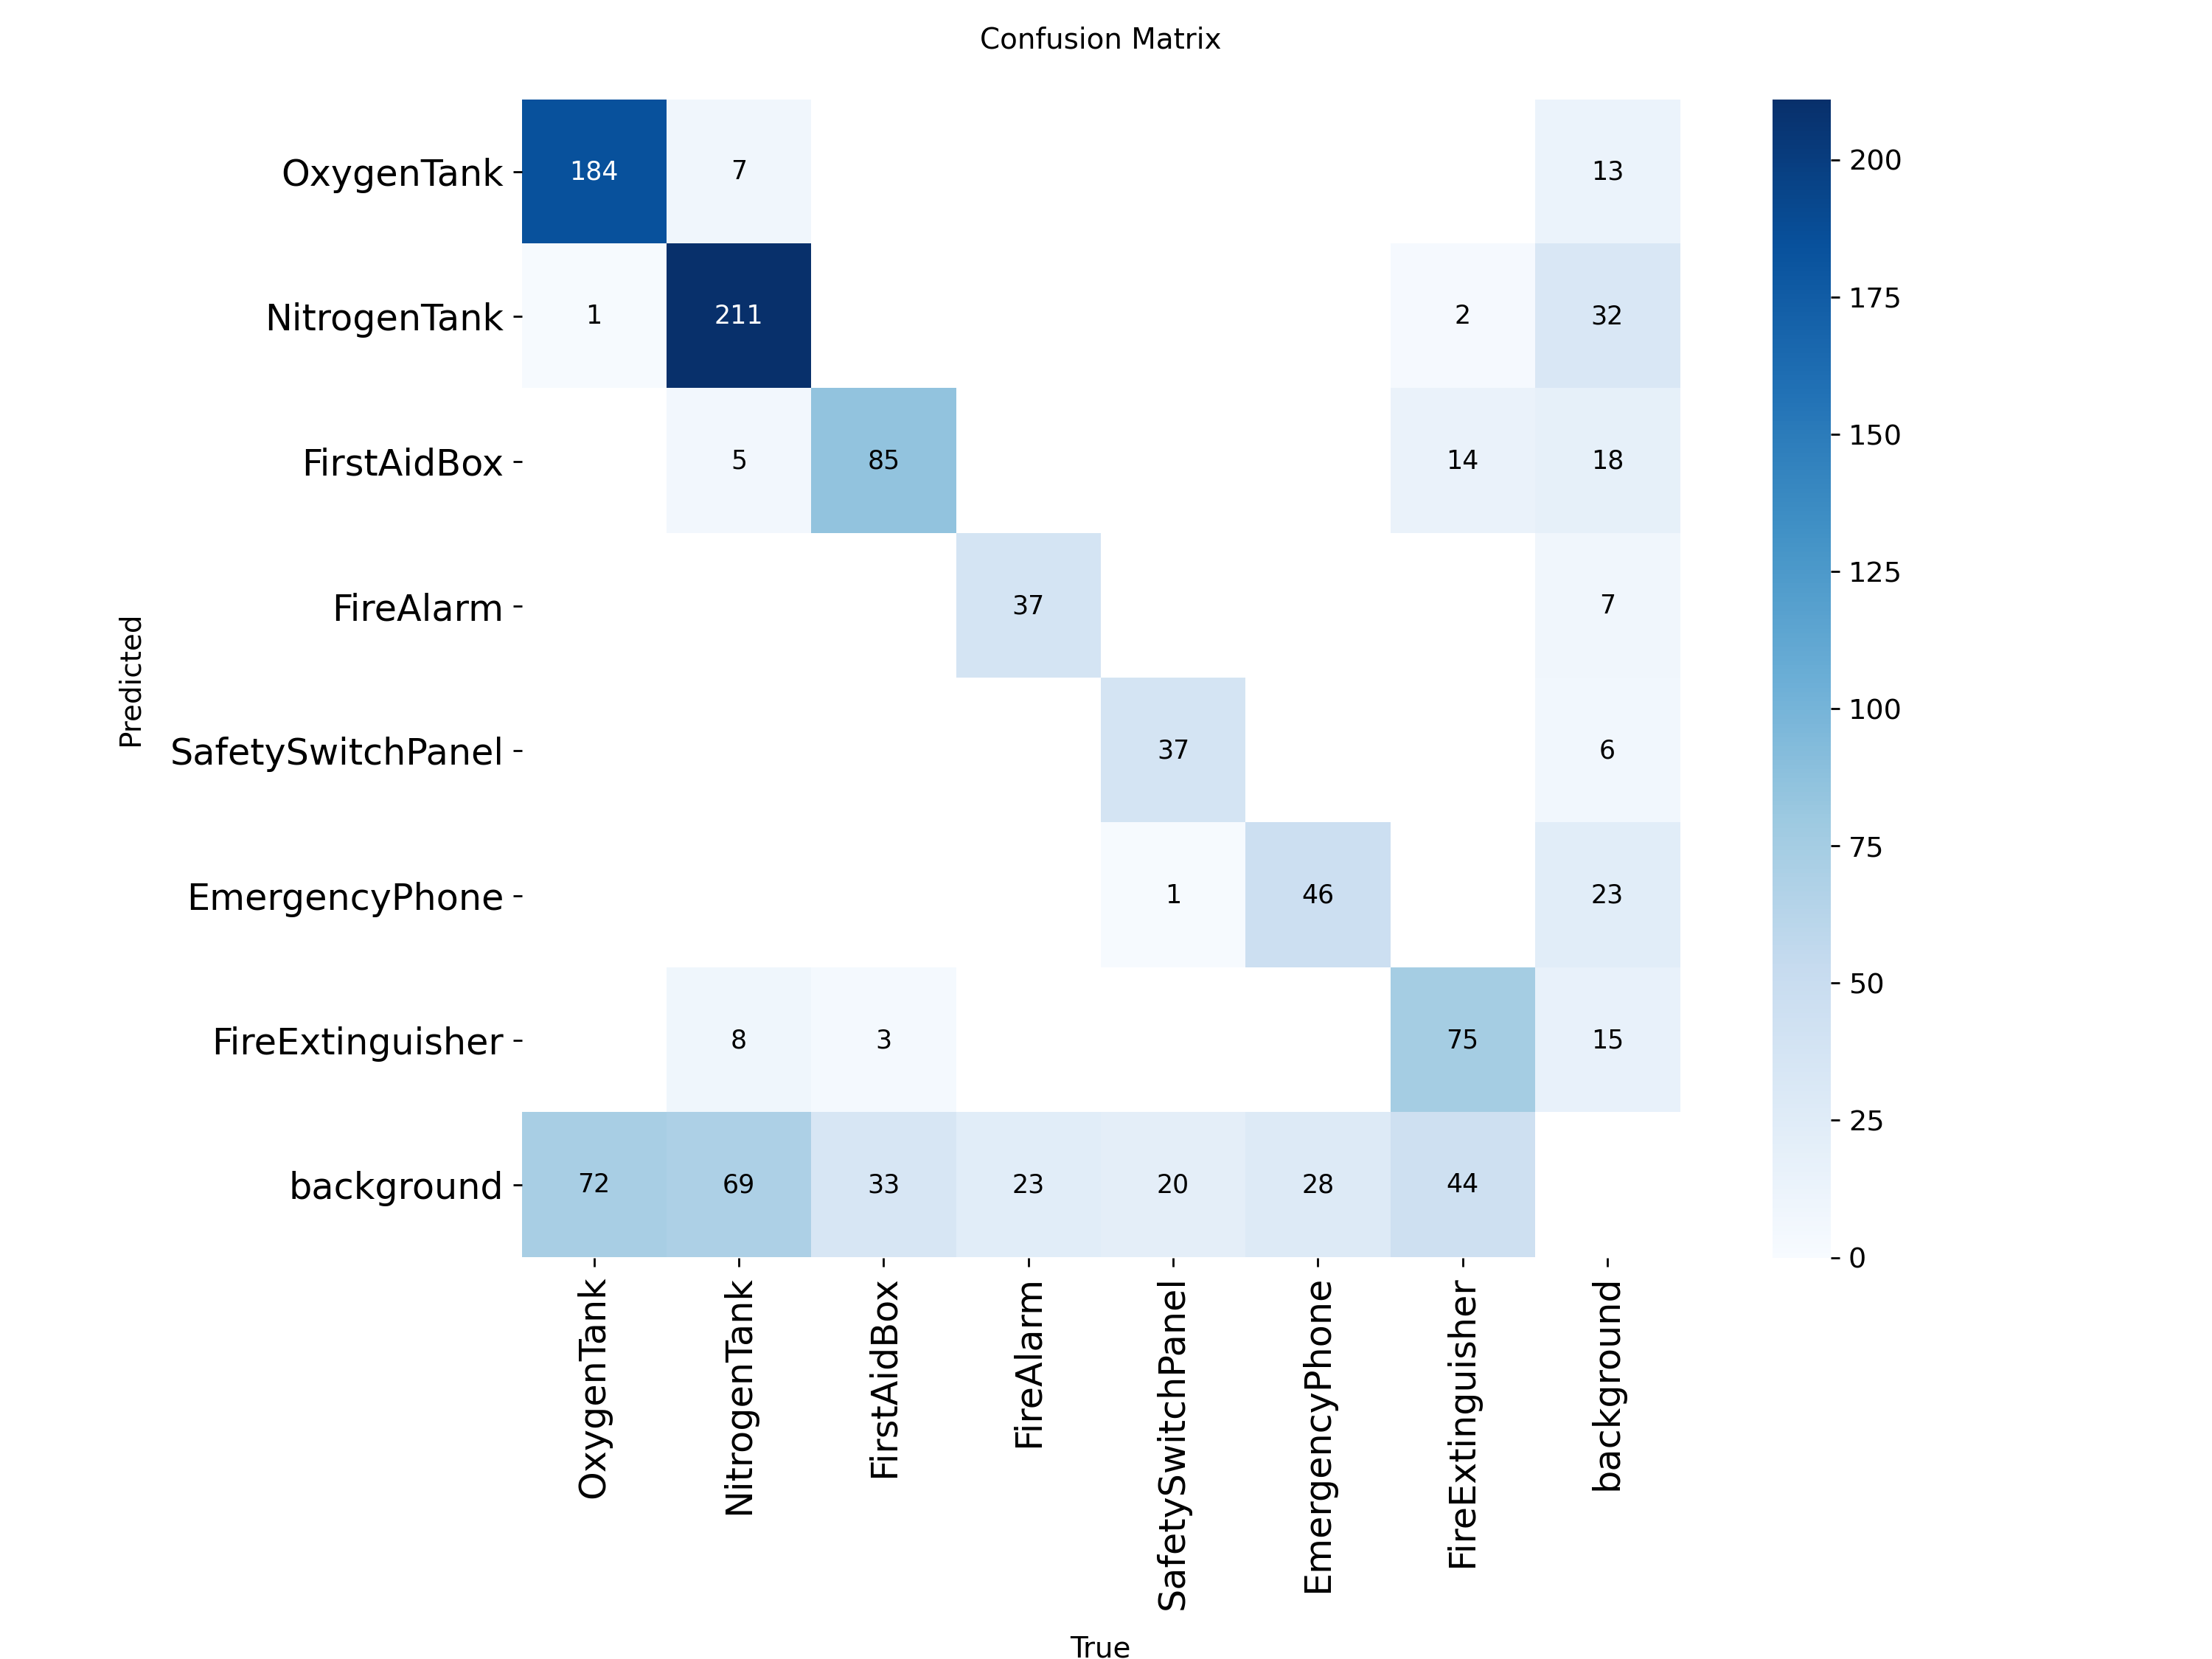 Confusion Matrix
OxygenTank 184 7 13
NitrogenTank 1 211 2 32
FirstAidBox 5 85 14 18
FireAlarm 37 7
SafetySwitchPanel 37 6
EmergencyPhone 1 46 23
FireExtinguisher 8 3 75 15
background 72 69 33 23 20 28 44
Predicted
OxygenTank
NitrogenTank
FirstAidBox
FireAlarm
SafetySwitchPanel
EmergencyPhone
FireExtinguisher
background
True
200
175
150
125
100
75
50
25
0